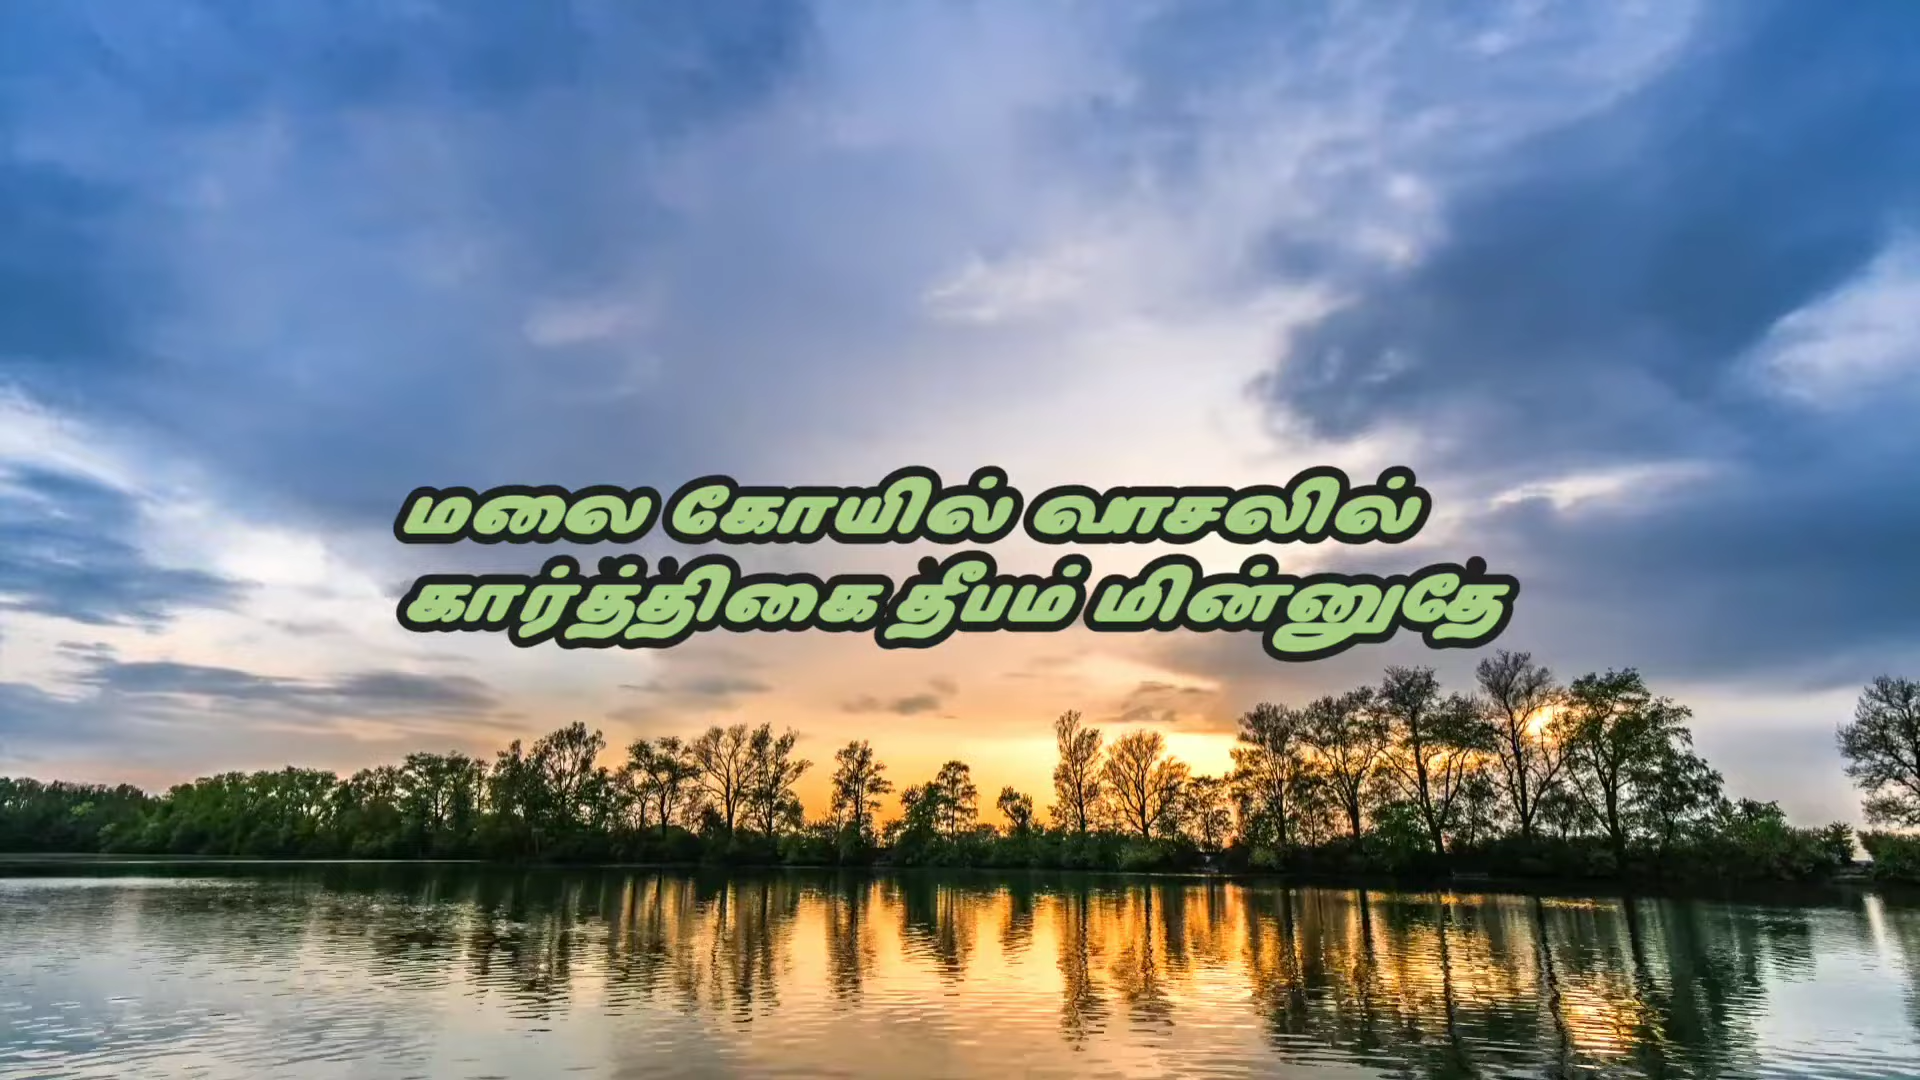 மலை கோயில் வாசலில்
கார்த்திகை தீபம் மின்னுதே